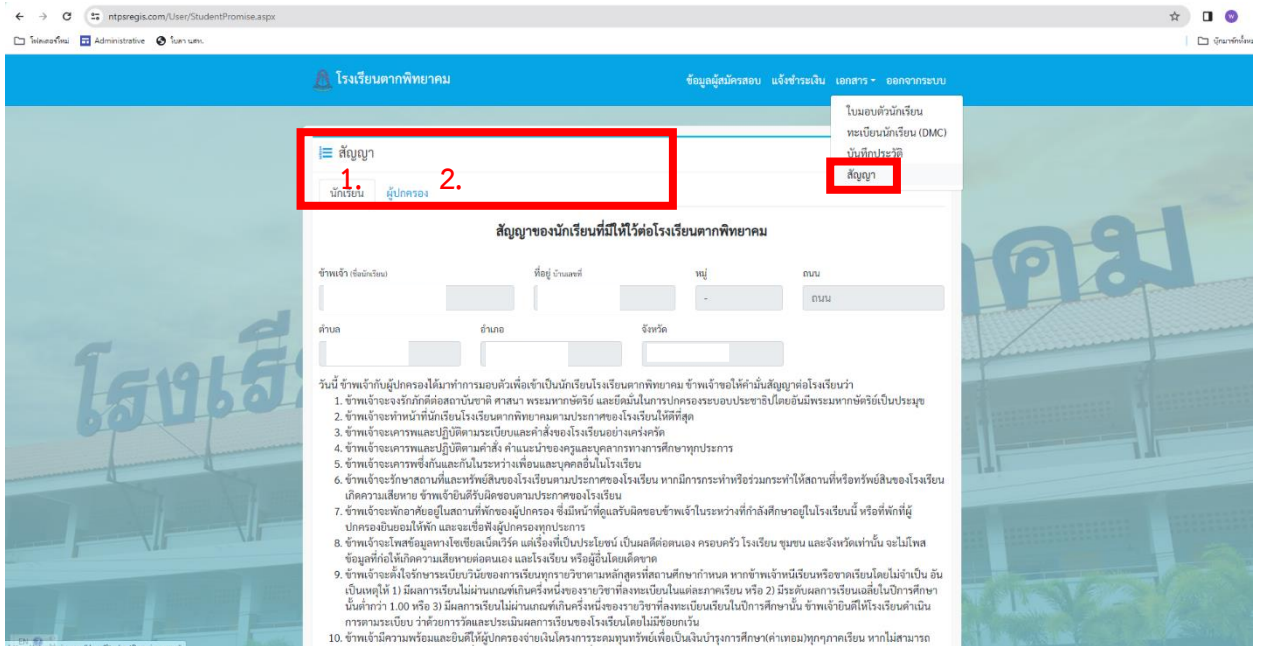 ntpsregis.com/User/StudentPromise.aspx
โฟลเดอร์ใหม่ Administrative
โรงเรียนตากพิทยาคม ข้อมูลผู้สมัครสอบ แจ้งชำระเงิน เอกสาร ออกจากระบบ
ใบมอบตัวนักเรียน
ทะเบียนนักเรียน (DMC)
บันทึกประวัติ
สัญญา
สัญญา
1. 2.
นักเรียน ผู้ปกครอง
สัญญาของนักเรียนที่มีให้ไว้ต่อโรงเรียนตากพิทยาคม
ข้าพเจ้า (ชื่อนักเรียน) ที่อยู่ บ้านเลขที่ หมู่ ถนน
- ถนน
ตำบล อำเภอ จังหวัด
วันนี้ ข้าพเจ้ากับผู้ปกครองได้มาทำการมอบตัวเพื่อเข้าเป็นนักเรียนโรงเรียนตากพิทยาคม ข้าพเจ้าขอให้คำมั่นสัญญาต่อโรงเรียนว่า
1. ข้าพเจ้าจะจงรักภักดีต่อสถาบันชาติ ศาสนา พระมหากษัตริย์ และยึดมั่นในการปกครองระบอบประชาธิปไตยอันมีพระมหากษัตริย์เป็นประมุข
2. ข้าพเจ้าจะทำหน้าที่นักเรียนโรงเรียนตากพิทยาคมตามประกาศของโรงเรียนให้ดีที่สุด
3. ข้าพเจ้าจะเคารพและปฏิบัติตามระเบียบและคำสั่งของโรงเรียนอย่างเคร่งครัด
4. ข้าพเจ้าจะเคารพและปฏิบัติตามคำสั่ง คำแนะนำของครูและบุคลากรทางการศึกษาทุกประการ
5. ข้าพเจ้าจะเคารพซึ่งกันและกันในระหว่างเพื่อนและบุคคลอื่นในโรงเรียน
6. ข้าพเจ้าจะรักษาสถานที่และทรัพย์สินของโรงเรียนตามประกาศของโรงเรียน หากมีการกระทำหรือร่วมกระทำให้สถานที่หรือทรัพย์สินของโรงเรียน
เกิดความเสียหาย ข้าพเจ้ายินดีรับผิดชอบตามประกาศของโรงเรียน
7. ข้าพเจ้าจะพักอาศัยอยู่ในสถานที่พักของผู้ปกครอง ซึ่งมีหน้าที่ดูแลรับผิดชอบข้าพเจ้าในระหว่างที่กำลังศึกษาอยู่ในโรงเรียนนี้ หรือที่พักที่ผู้
ปกครองยินยอมให้พัก และจะเชื่อฟังผู้ปกครองทุกประการ
8. ข้าพเจ้าจะโพสข้อมูลทางโซเชียลเน็ตเวิร์ค แต่เรื่องที่เป็นประโยชน์ เป็นผลดีต่อตนเอง ครอบครัว โรงเรียน ชุมชน และจังหวัดเท่านั้น จะไม่โพส
ข้อมูลที่ก่อให้เกิดความเสียหายต่อตนเอง และโรงเรียน หรือผู้อื่นโดยเด็ดขาด
9. ข้าพเจ้าจะตั้งใจรักษาระเบียบวินัยของการเรียนทุกรายวิชาตามหลักสูตรที่สถานศึกษากำหนด หากข้าพเจ้าหนีเรียนหรือขาดเรียนโดยไม่จำเป็น อัน
เป็นเหตุให้ 1) มีผลการเรียนไม่ผ่านเกณฑ์เกินครึ่งหนึ่งของรายวิชาที่ลงทะเบียนในแต่ละภาคเรียน หรือ 2) มีระดับผลการเรียนเฉลี่ยในปีการศึกษา
นั้นต่ำกว่า 1.00 หรือ 3) มีผลการเรียนไม่ผ่านเกณฑ์เกินครึ่งหนึ่งของรายวิชาที่ลงทะเบียนเรียนในปีการศึกษานั้น ข้าพเจ้ายินดีให้โรงเรียนดำเนิน
การตามระเบียบ ว่าด้วยการวัดและประเมินผลการเรียนของโรงเรียนโดยไม่มีข้อยกเว้น
10. ข้าพเจ้ามีความพร้อมและยินดีให้ผู้ปกครองจ่ายเงินโครงการระดมทุนทรัพย์เพื่อเป็นเงินบำรุงการศึกษา(ค่าเทอม)ทุกๆภาคเรียน หากไม่สามารถ